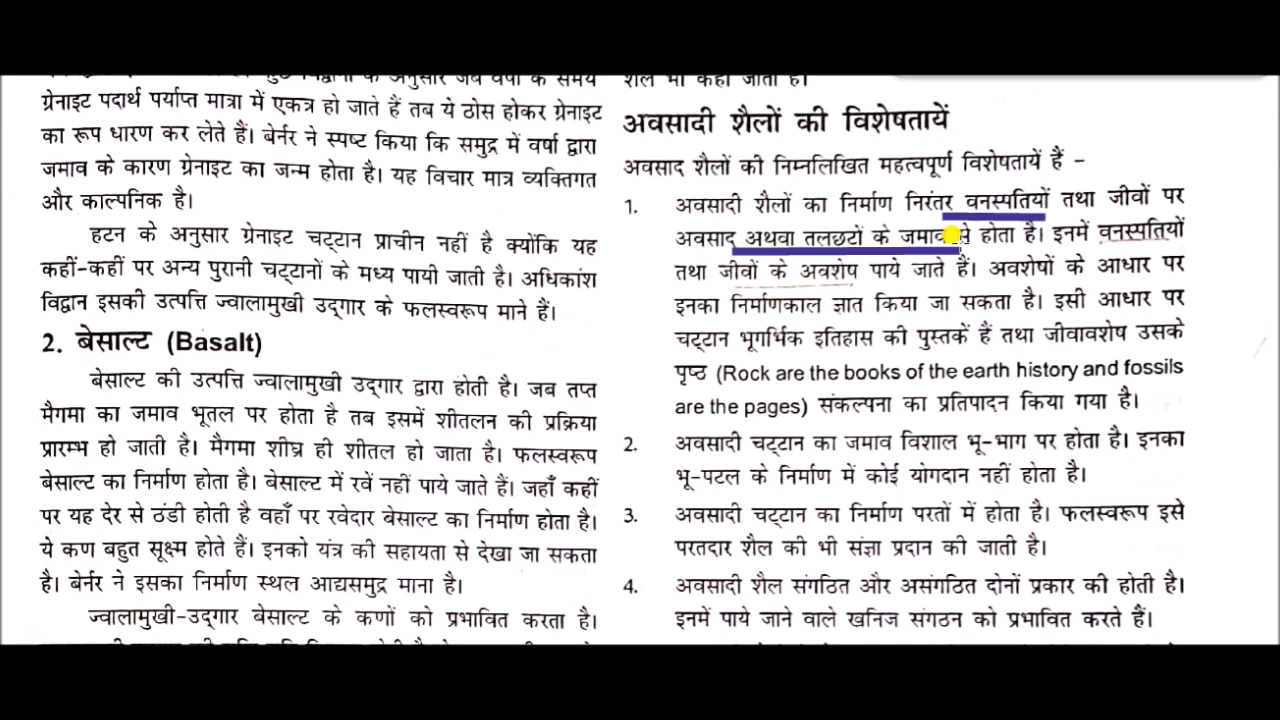 ग्रेनाइट पदार्थ पर्याप्त मात्रा में एकत्र हो जाते हैं तब ये ठोस होकर ग्रेनाइट
का रूप धारण कर लेते हैं। बेर्नर ने स्पष्ट किया कि समुद्र में वर्षा द्वारा
जमाव के कारण ग्रेनाइट का जन्म होता है। यह विचार मात्र व्यक्तिगत
और काल्पनिक है।
हटन के अनुसार ग्रेनाइट चट्टान प्राचीन नहीं है क्योंकि यह
कहीं-कहीं पर अन्य पुरानी चट्टानों के मध्य पायी जाती है। अधिकांश
विद्वान इसकी उत्पत्ति ज्वालामुखी उद्गार के फलस्वरूप माने हैं।
2. बेसाल्ट (Basalt)
बेसाल्ट की उत्पत्ति ज्वालामुखी उद्गार द्वारा होती है। जब तप्त
मैगमा का जमाव भूतल पर होता है तब इसमें शीतलन की प्रक्रिया
प्रारम्भ हो जाती है। मैगमा शीघ्र ही शीतल हो जाता है। फलस्वरूप
बेसाल्ट का निर्माण होता है। बेसाल्ट में रवें नहीं पाये जाते हैं। जहाँ कहीं
पर यह देर से ठंडी होती है वहाँ पर रवेदार बेसाल्ट का निर्माण होता है।
ये कण बहुत सूक्ष्म होते हैं। इनको यंत्र की सहायता से देखा जा सकता
है। बेर्नर ने इसका निर्माण स्थल आद्यसमुद्र माना है।
ज्वालामुखी-उद्गार बेसाल्ट के कणों को प्रभावित करता है।
शैल भी कहा जाता है।
अवसादी शैलों की विशेषतायें
अवसाद शैलों की निम्नलिखित महत्वपूर्ण विशेषतायें हैं -
1. अवसादी शैलों का निर्माण निरंतर वनस्पतियों तथा जीवों पर
अवसाद अथवा तलछटों के जमाव से होता है। इनमें वनस्पतियों
तथा जीवों के अवशेष पाये जाते हैं। अवशेषों के आधार पर
इनका निर्माणकाल ज्ञात किया जा सकता है। इसी आधार पर
चट्टान भूगर्भिक इतिहास की पुस्तकें हैं तथा जीवावशेष उसके
पृष्ठ (Rock are the books of the earth history and fossils
are the pages) संकल्पना का प्रतिपादन किया गया है।
2. अवसादी चट्टान का जमाव विशाल भू-भाग पर होता है। इनका
भू-पटल के निर्माण में कोई योगदान नहीं होता है।
3. अवसादी चट्टान का निर्माण परतों में होता है। फलस्वरूप इसे
परतदार शैल की भी संज्ञा प्रदान की जाती है।
4. अवसादी शैल संगठित और असंगठित दोनों प्रकार की होती है।
इनमें पाये जाने वाले खनिज संगठन को प्रभावित करते हैं।